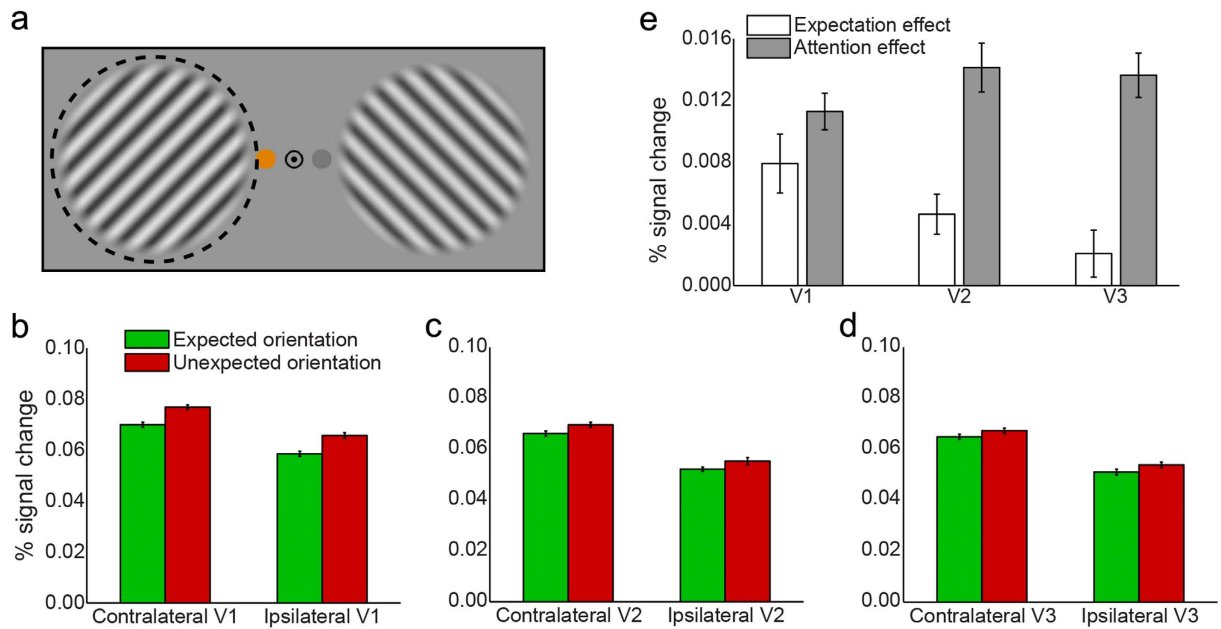 a
e
Expectation effect
Attention effect
% signal change
0.016
0.012
0.008
0.004
0.000
V1 V2 V3
b
Expected orientation
Unexpected orientation
% signal change
0.10
0.08
0.06
0.04
0.02
0.00
Contralateral V1 Ipsilateral V1
c
0.10
0.08
0.06
0.04
0.02
0.00
Contralateral V2 Ipsilateral V2
d
0.10
0.08
0.06
0.04
0.02
0.00
Contralateral V3 Ipsilateral V3